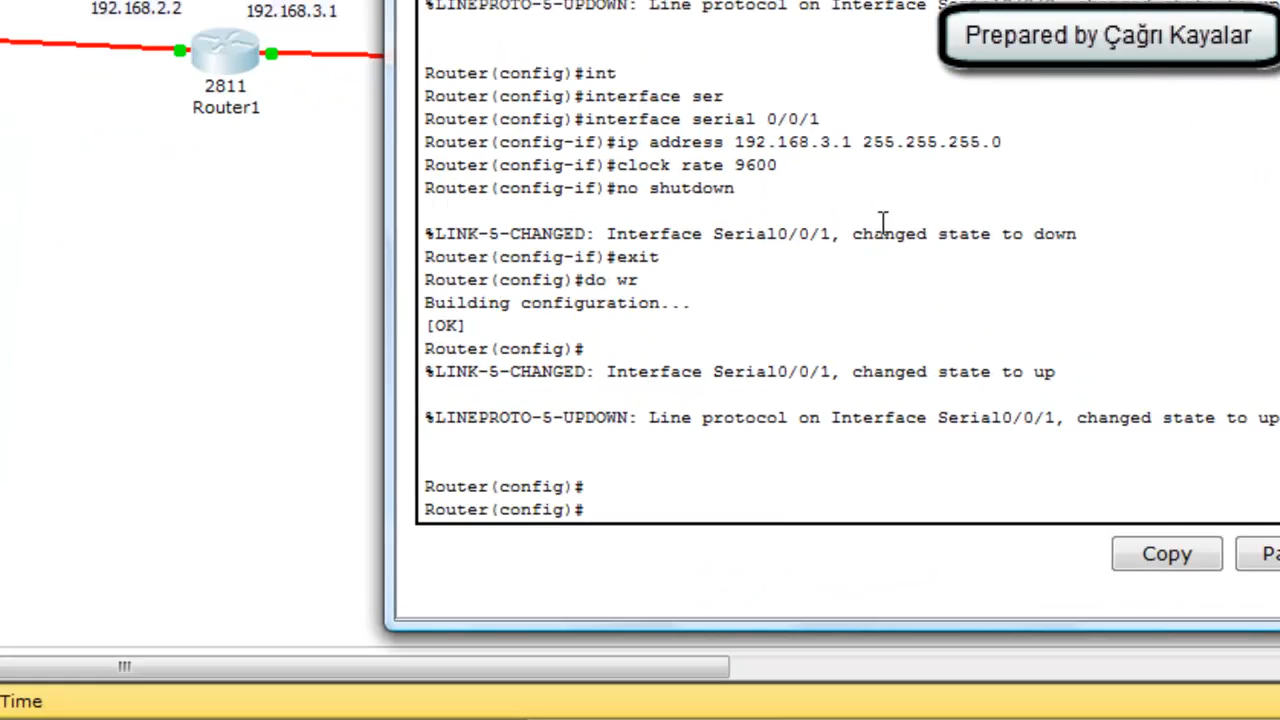 192.168.2.2
192.168.3.1
2811
Router1
%LINEPROTO-5-UPDOWN: Line protocol on Interface
Prepared by Çağrı Kayalar
Router(config)#int
Router(config)#interface ser
Router(config)#interface serial 0/0/1
Router(config-if)#ip address 192.168.3.1 255.255.255.0
Router(config-if)#clock rate 9600
Router(config-if)#no shutdown
%LINK-5-CHANGED: Interface Serial0/0/1, changed state to down
Router(config-if)#exit
Router(config)#do wr
Building configuration...
[OK]
Router(config)#
%LINK-5-CHANGED: Interface Serial0/0/1, changed state to up
%LINEPROTO-5-UPDOWN: Line protocol on Interface Serial0/0/1, changed state to up
Router(config)#
Router(config)#
Copy
Pa
Time